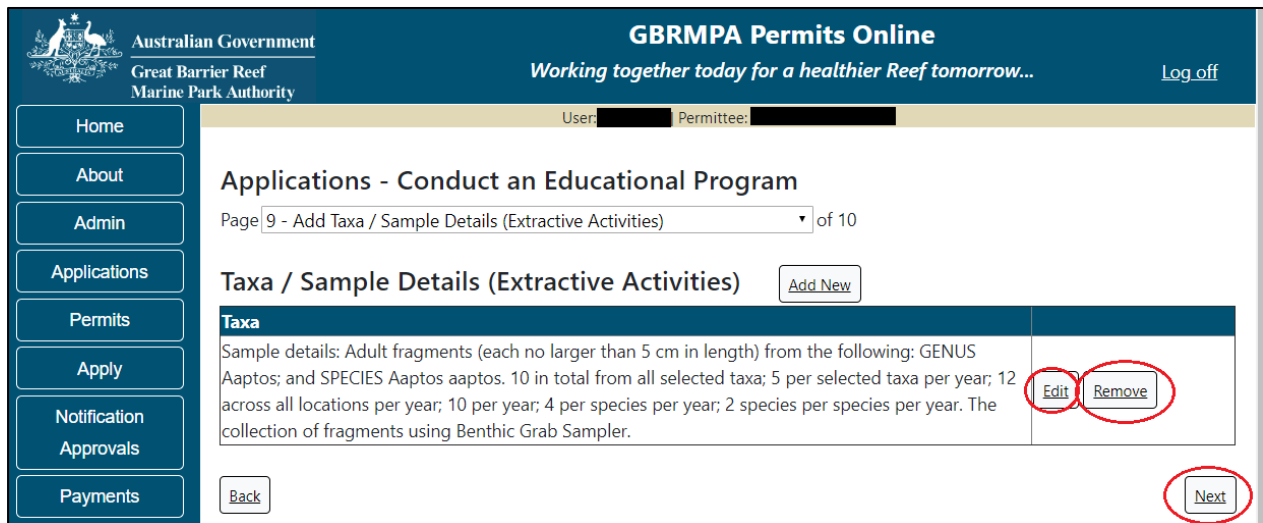 Australian Government
Great Barrier Reef
Marine Park Authority
GBRMPA Permits Online
Working together today for a healthier Reef tomorrow...
Log off
User: | Permittee:
Home
About
Admin
Applications
Permits
Apply
Notification
Approvals
Payments
Applications - Conduct an Educational Program
Page 9 - Add Taxa / Sample Details (Extractive Activities) of 10
Taxa / Sample Details (Extractive Activities) Add New
Taxa
Sample details: Adult fragments (each no larger than 5 cm in length) from the following: GENUS
Aaptos; and SPECIES Aaptos aaptos. 10 in total from all selected taxa; 5 per selected taxa per year; 12
across all locations per year; 10 per year; 4 per species per year; 2 species per species per year. The
collection of fragments using Benthic Grab Sampler.
Edit Remove
Back Next